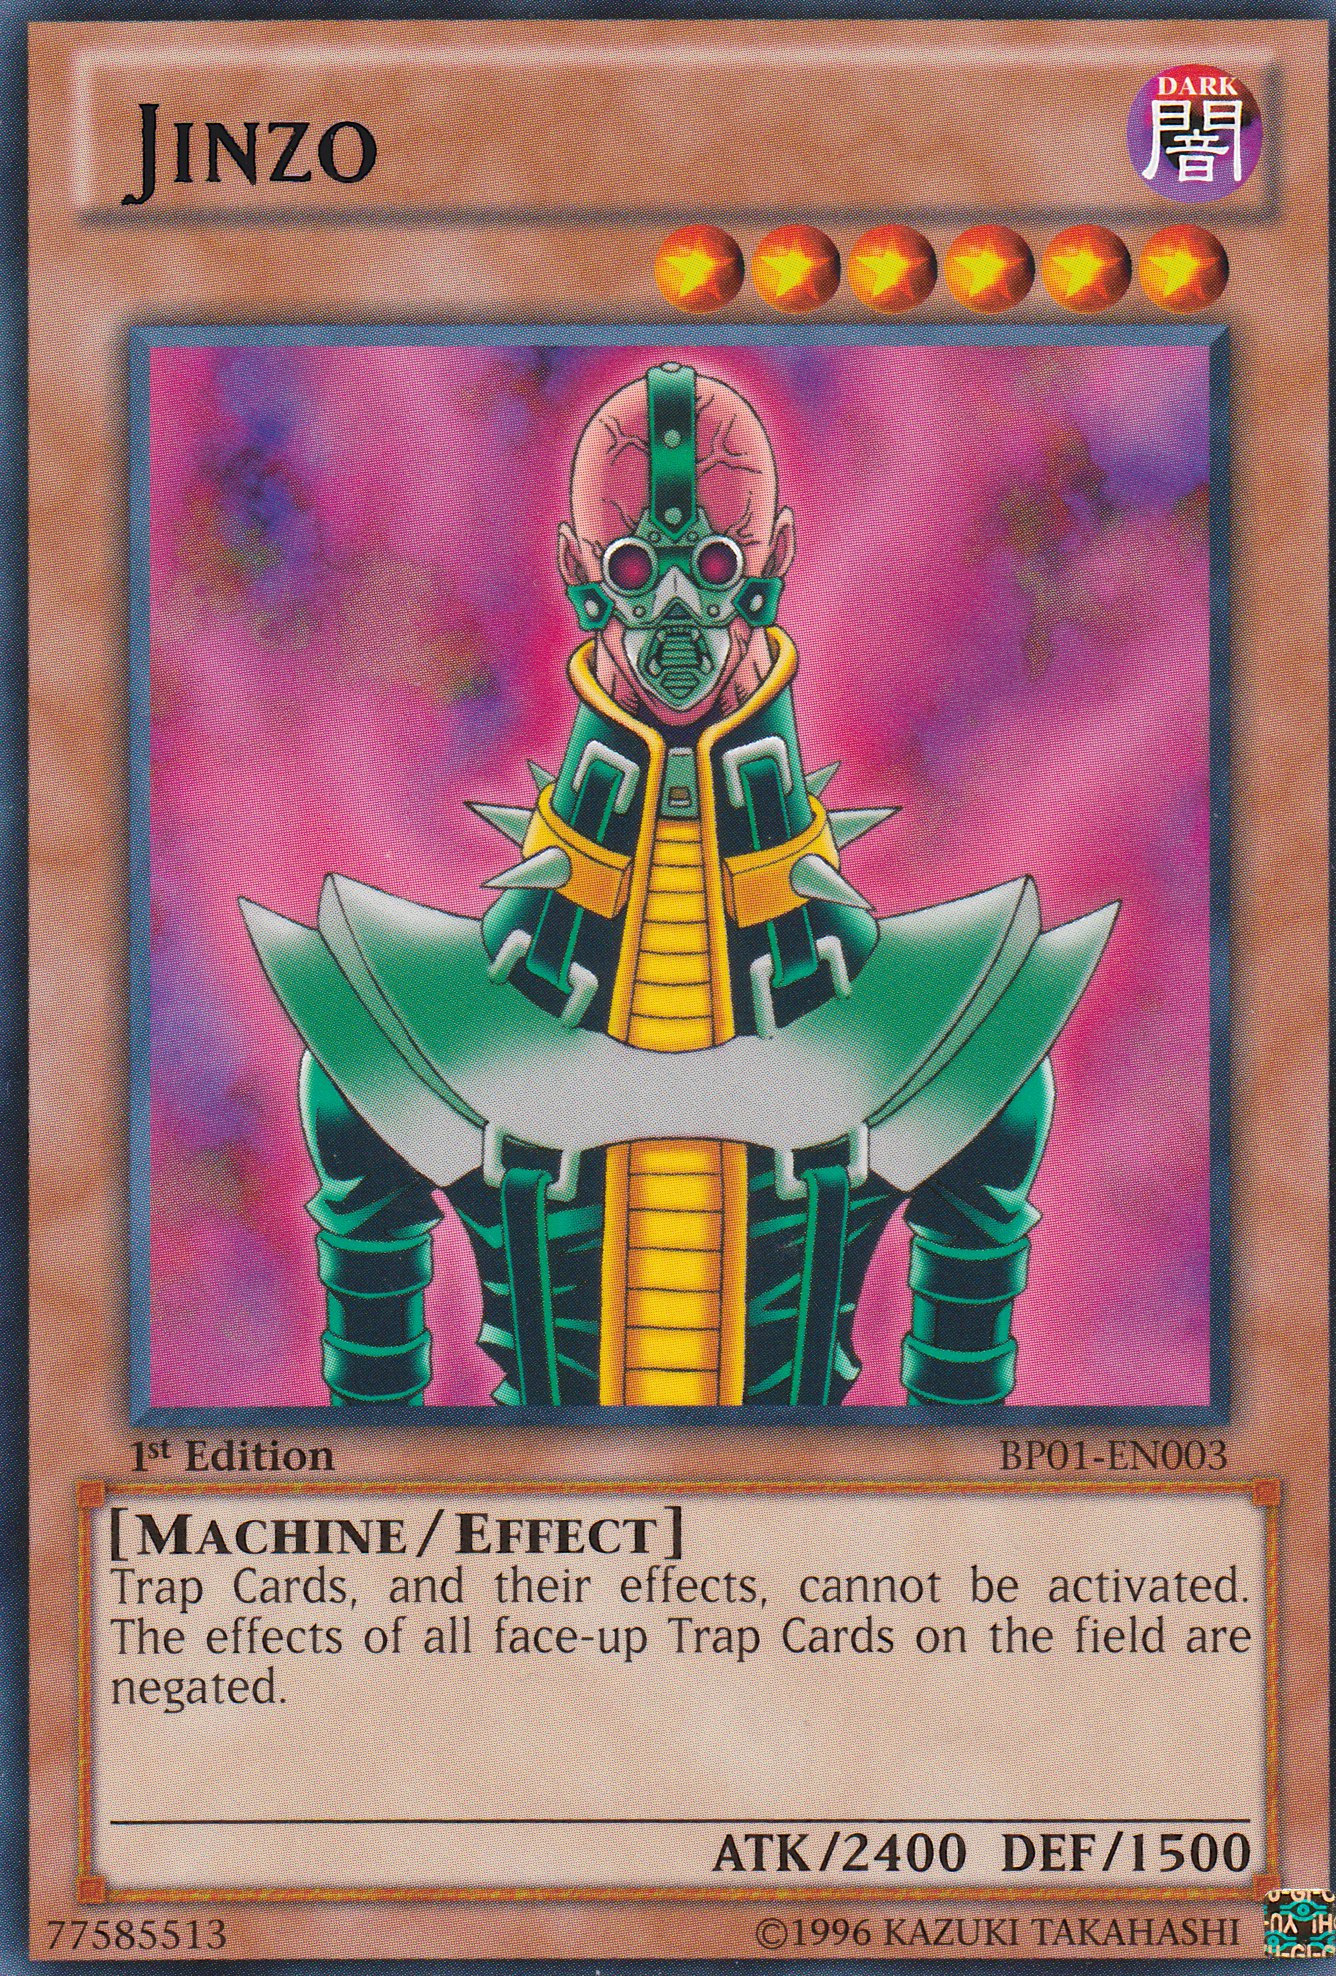 JINZO
DARK
闇
1st Edition
BP01-EN003
[MACHINE/EFFECT]
Trap Cards, and their effects, cannot be activated.
The effects of all face-up Trap Cards on the field are
negated.
ATK/2400 DEF/1500
77585513
©1996 KAZUKI TAKAHASHI